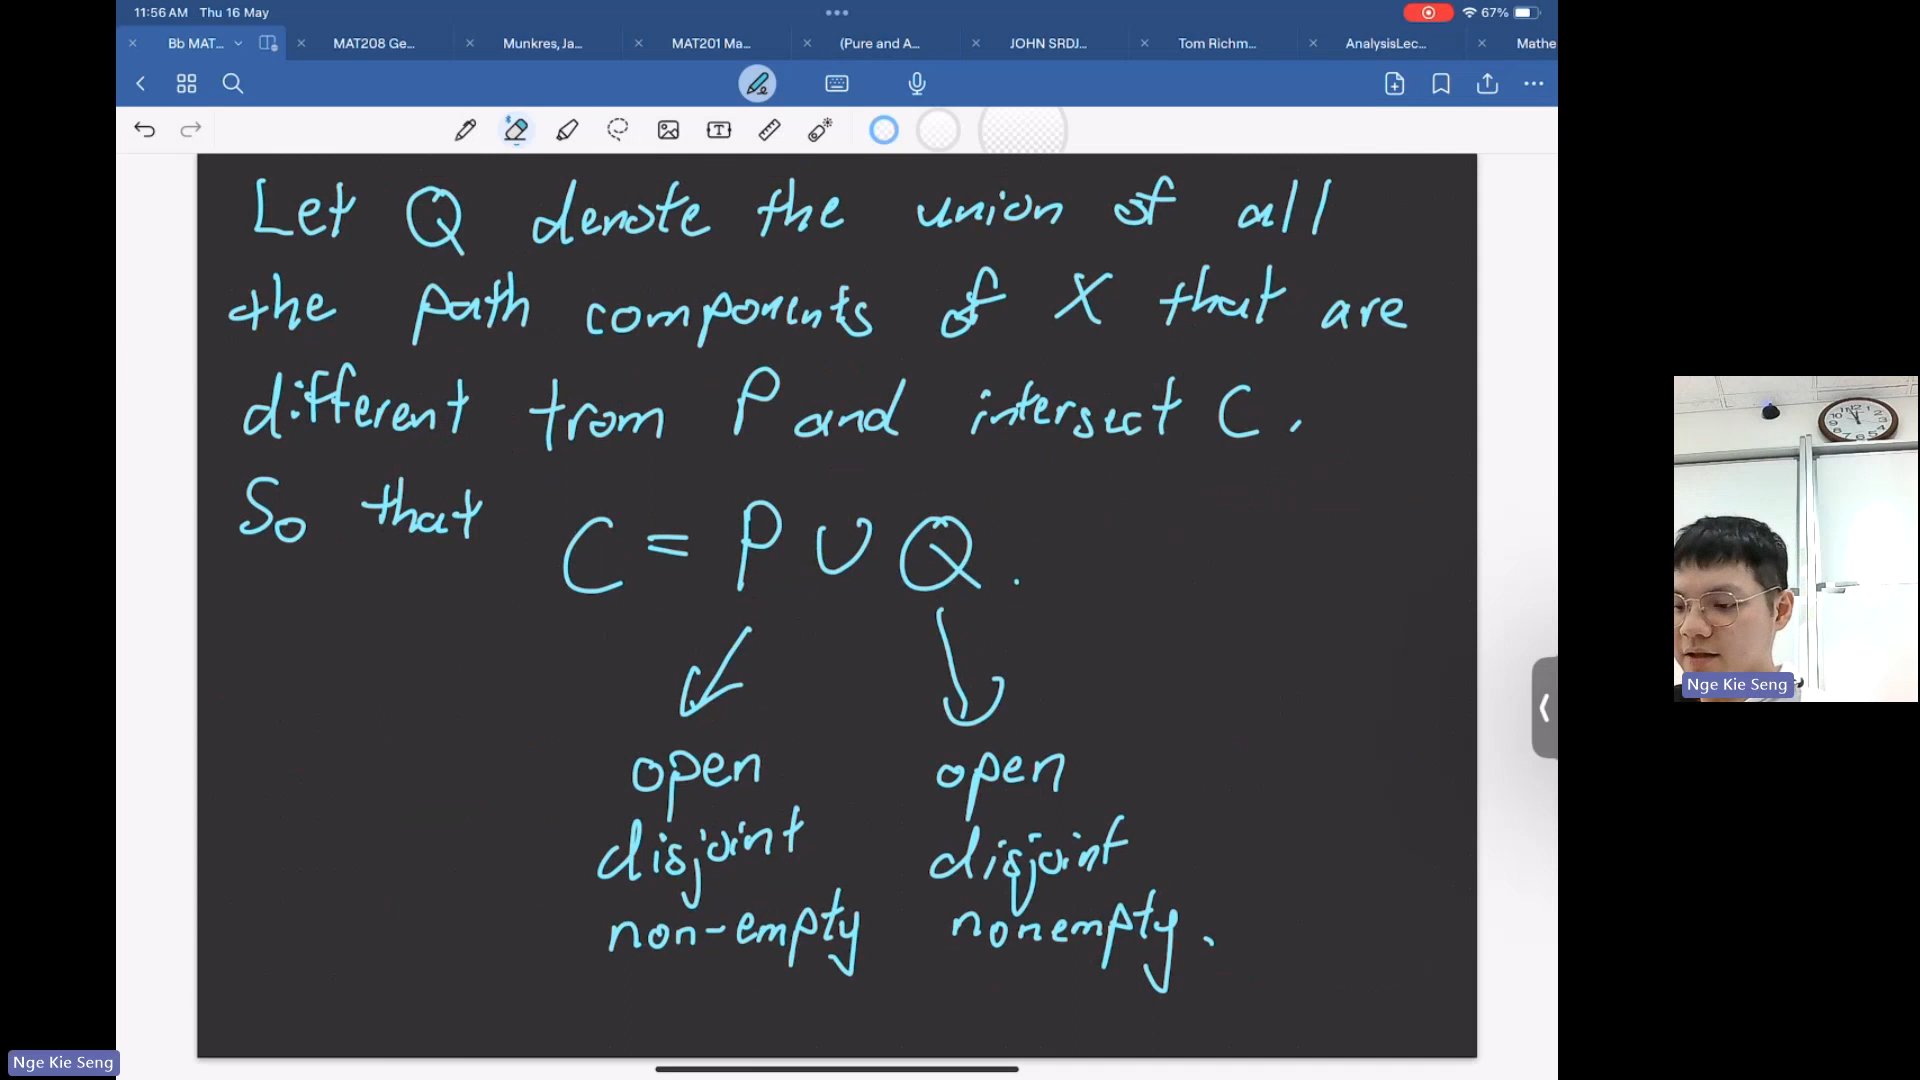 11:56 AM Thu 16 May
67%
Bb MAT...
MAT208 Ge...
Munkres, Ja...
MAT201 Ma...
(Pure and A...
JOHN SRDJ...
Tom Richm...
AnalysisLec...
Mathe
Let Q denote the union of all
the path components of X that are
different from P and intersect C.
So that C = P ∪ Q.
open open
disjoint disjoint
non-empty nonempty.
Nge Kie Seng
Nge Kie Seng